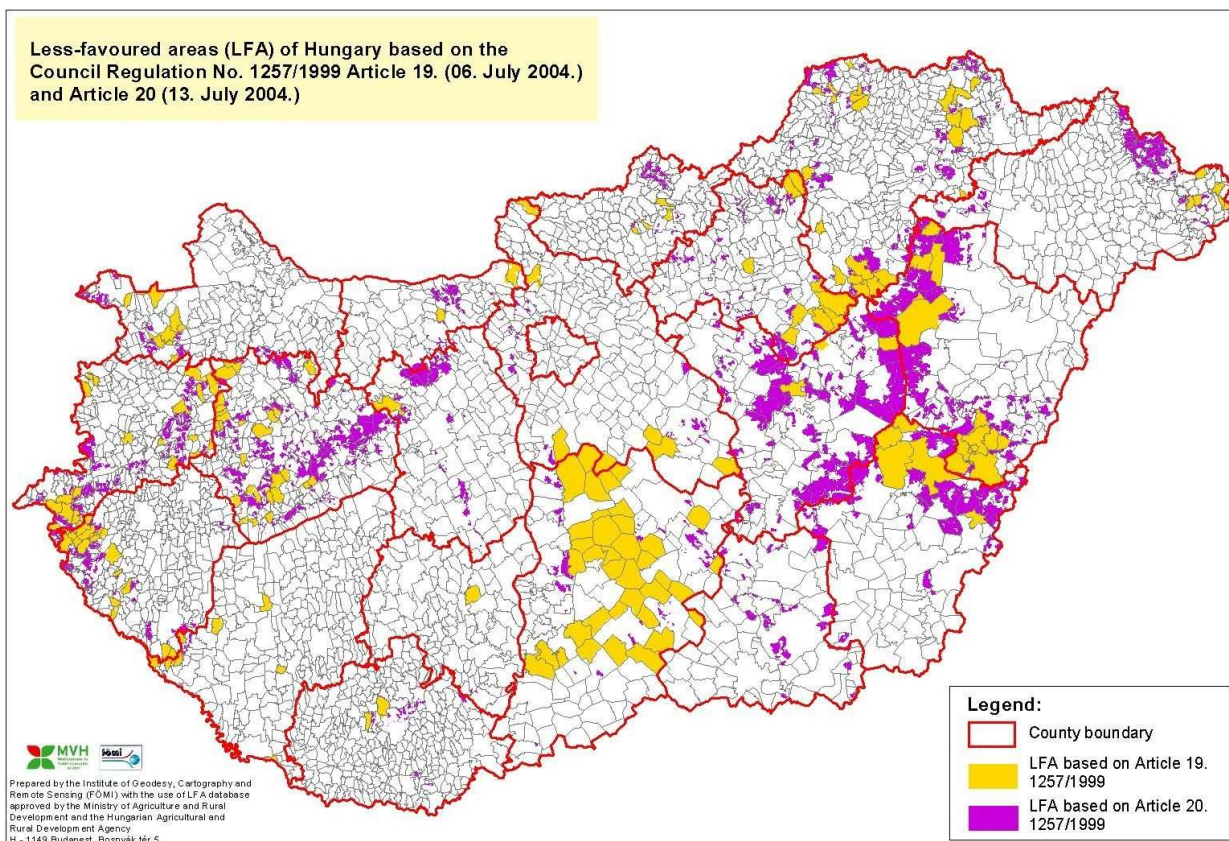 Less-favoured areas (LFA) of Hungary based on the
Council Regulation No. 1257/1999 Article 19. (06. July 2004.)
and Article 20 (13. July 2004.)
Legend:
County boundary
LFA based on Article 19.
1257/1999
LFA based on Article 20.
1257/1999
MVH
fömi
Prepared by the Institute of Geodesy, Cartography and
Remote Sensing (FÖMI) with the use of LFA database
approved by the Ministry of Agriculture and Rural
Development and the Hungarian Agricultural and
Rural Development Agency
H - 1149 Budapest, Bosnyák tér 5.